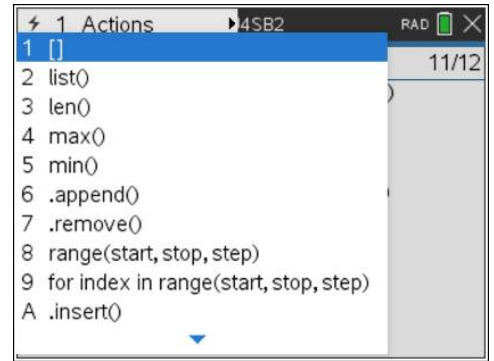 1 Actions
U4SB2
RAD
1 []
11/12
2 list()
3 len()
4 max()
5 min()
6 .append()
7 .remove()
8 range(start, stop, step)
9 for index in range(start, stop, step)
A .insert()